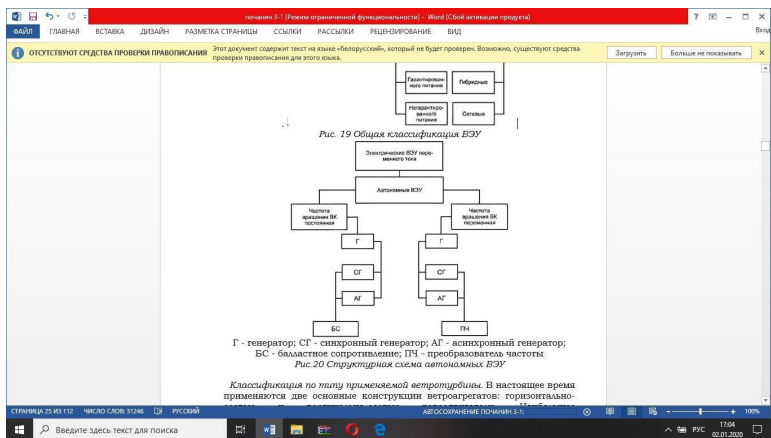 почанин 3-1 [Режим ограниченной функциональности] - Word (Сбой активации продукта)
ФАЙЛ ГЛАВНАЯ ВСТАВКА ДИЗАЙН РАЗМЕТКА СТРАНИЦЫ ССЫЛКИ РАССЫЛКИ РЕЦЕНЗИРОВАНИЕ ВИД Вход
ОТСУТСТВУЮТ СРЕДСТВА ПРОВЕРКИ ПРАВОПИСАНИЯ Этот документ содержит текст на языке «белорусский», который не будет проверен. Возможно, существуют средства
проверки правописания для этого языка.
Загрузить Больше не показывать
Гарантирован-
ного питания
Гибридные
Негарантиро-
ванного
питания
Сетевые
Рис. 19 Общая классификация ВЭУ
Электрические ВЭУ пере-
менного тока
Автономные ВЭУ
Частота
вращения ВК
постоянная
Частота
вращения ВК
переменная
Г Г
СГ СГ
АГ АГ
БС ПЧ
Г - генератор; СГ - синхронный генератор; АГ - асинхронный генератор;
БС - балластное сопротивление; ПЧ - преобразователь частоты
Рис.20 Структурная схема автономных ВЭУ
Классификация по типу применяемой ветротурбины. В настоящее время
применяются две основные конструкции ветроагрегатов: горизонтально-
СТРАНИЦА 25 ИЗ 112 ЧИСЛО СЛОВ: 31246 РУССКИЙ АВТОСОХРАНЕНИЕ ПОЧАНИН 3-1: 100%
Введите здесь текст для поиска
РУС
17:04
02.01.2020